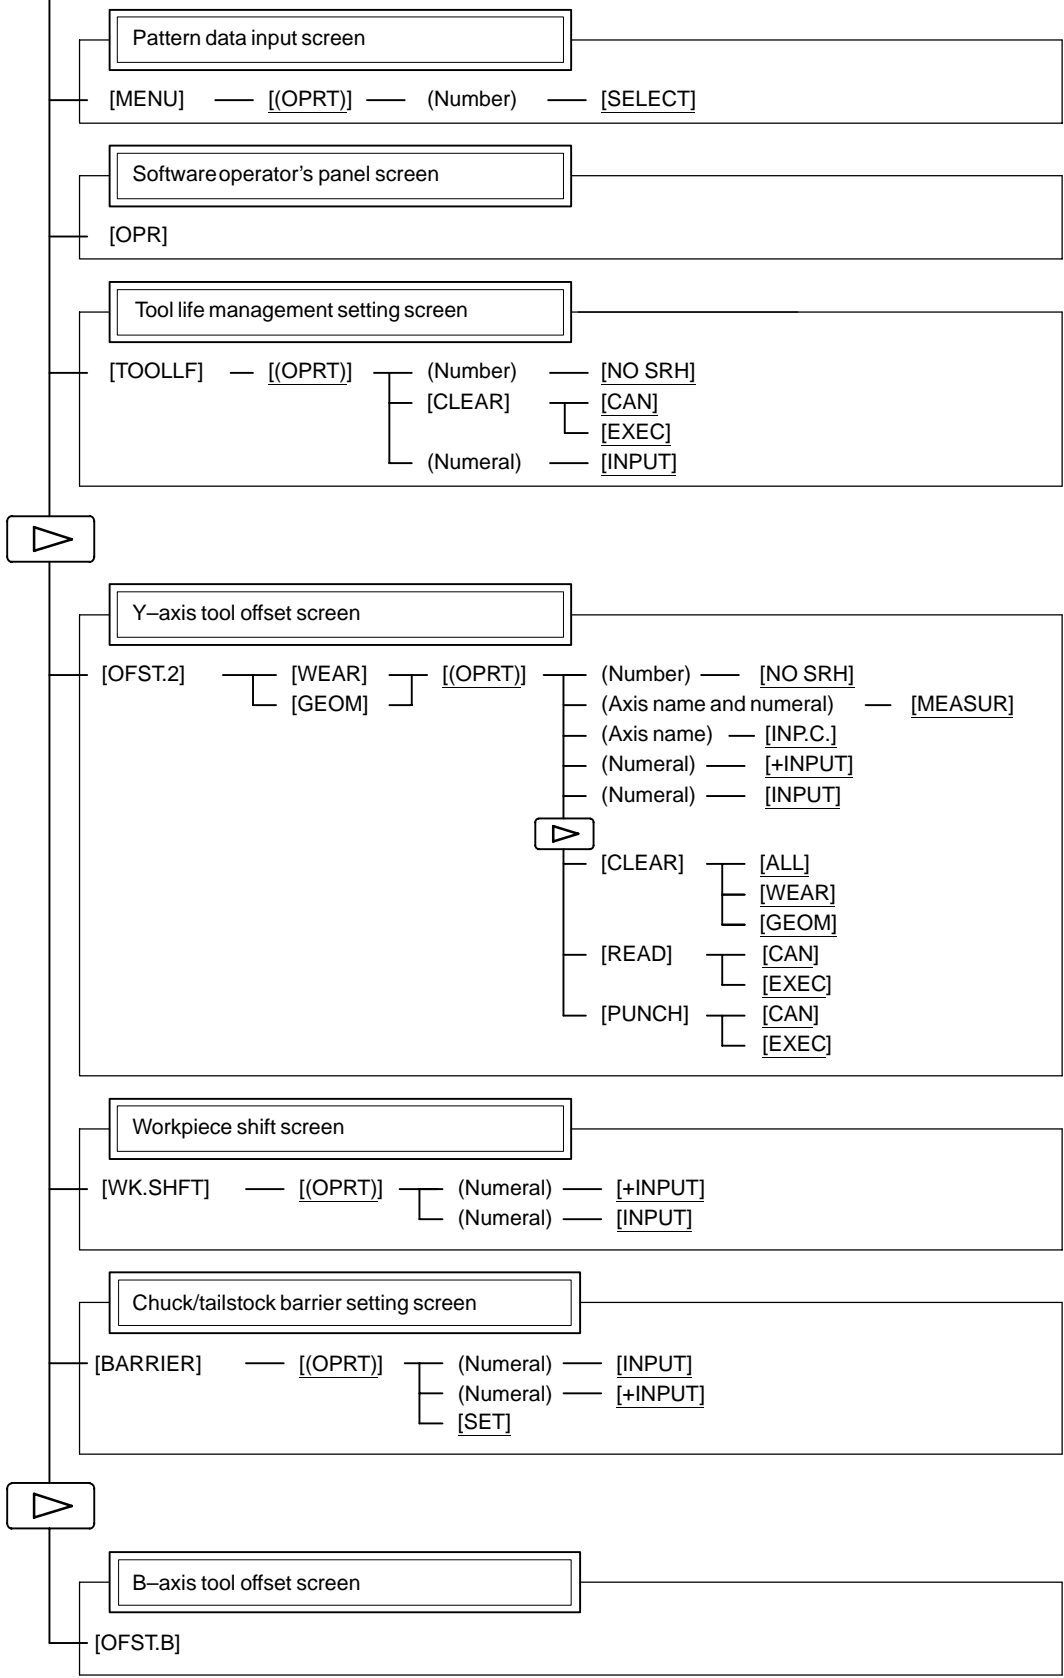 Pattern data input screen
[MENU] [(OPRT)] (Number) [SELECT]
Software operator's panel screen
[OPR]
Tool life management setting screen
[TOOLLF] [(OPRT)] (Number) [NO SRH]
[CLEAR] [CAN]
[EXEC]
(Numeral) [INPUT]
Y–axis tool offset screen
[OFST.2] [WEAR] [(OPRT)] (Number) [NO SRH]
[GEOM] (Axis name and numeral) [MEASUR]
(Axis name) [INP.C.]
(Numeral) [+INPUT]
(Numeral) [INPUT]
[CLEAR] [ALL]
[WEAR]
[GEOM]
[READ] [CAN]
[EXEC]
[PUNCH] [CAN]
[EXEC]
Workpiece shift screen
[WK.SHFT] [(OPRT)] (Numeral) [+INPUT]
(Numeral) [INPUT]
Chuck/tailstock barrier setting screen
[BARRIER] [(OPRT)] (Numeral) [INPUT]
(Numeral) [+INPUT]
[SET]
B–axis tool offset screen
[OFST.B]